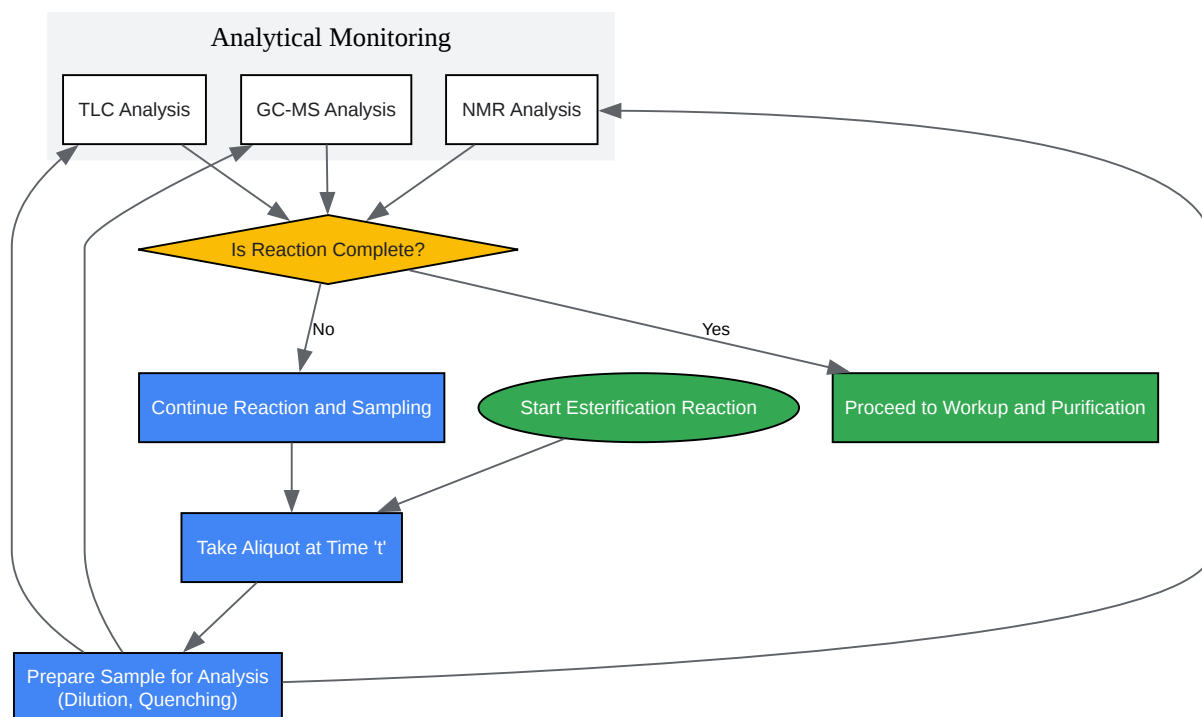 Analytical Monitoring
TLC Analysis
GC-MS Analysis
NMR Analysis
Is Reaction Complete?
No
Yes
Continue Reaction and Sampling
Start Esterification Reaction
Proceed to Workup and Purification
Take Aliquot at Time 't'
Prepare Sample for Analysis
(Dilution, Quenching)